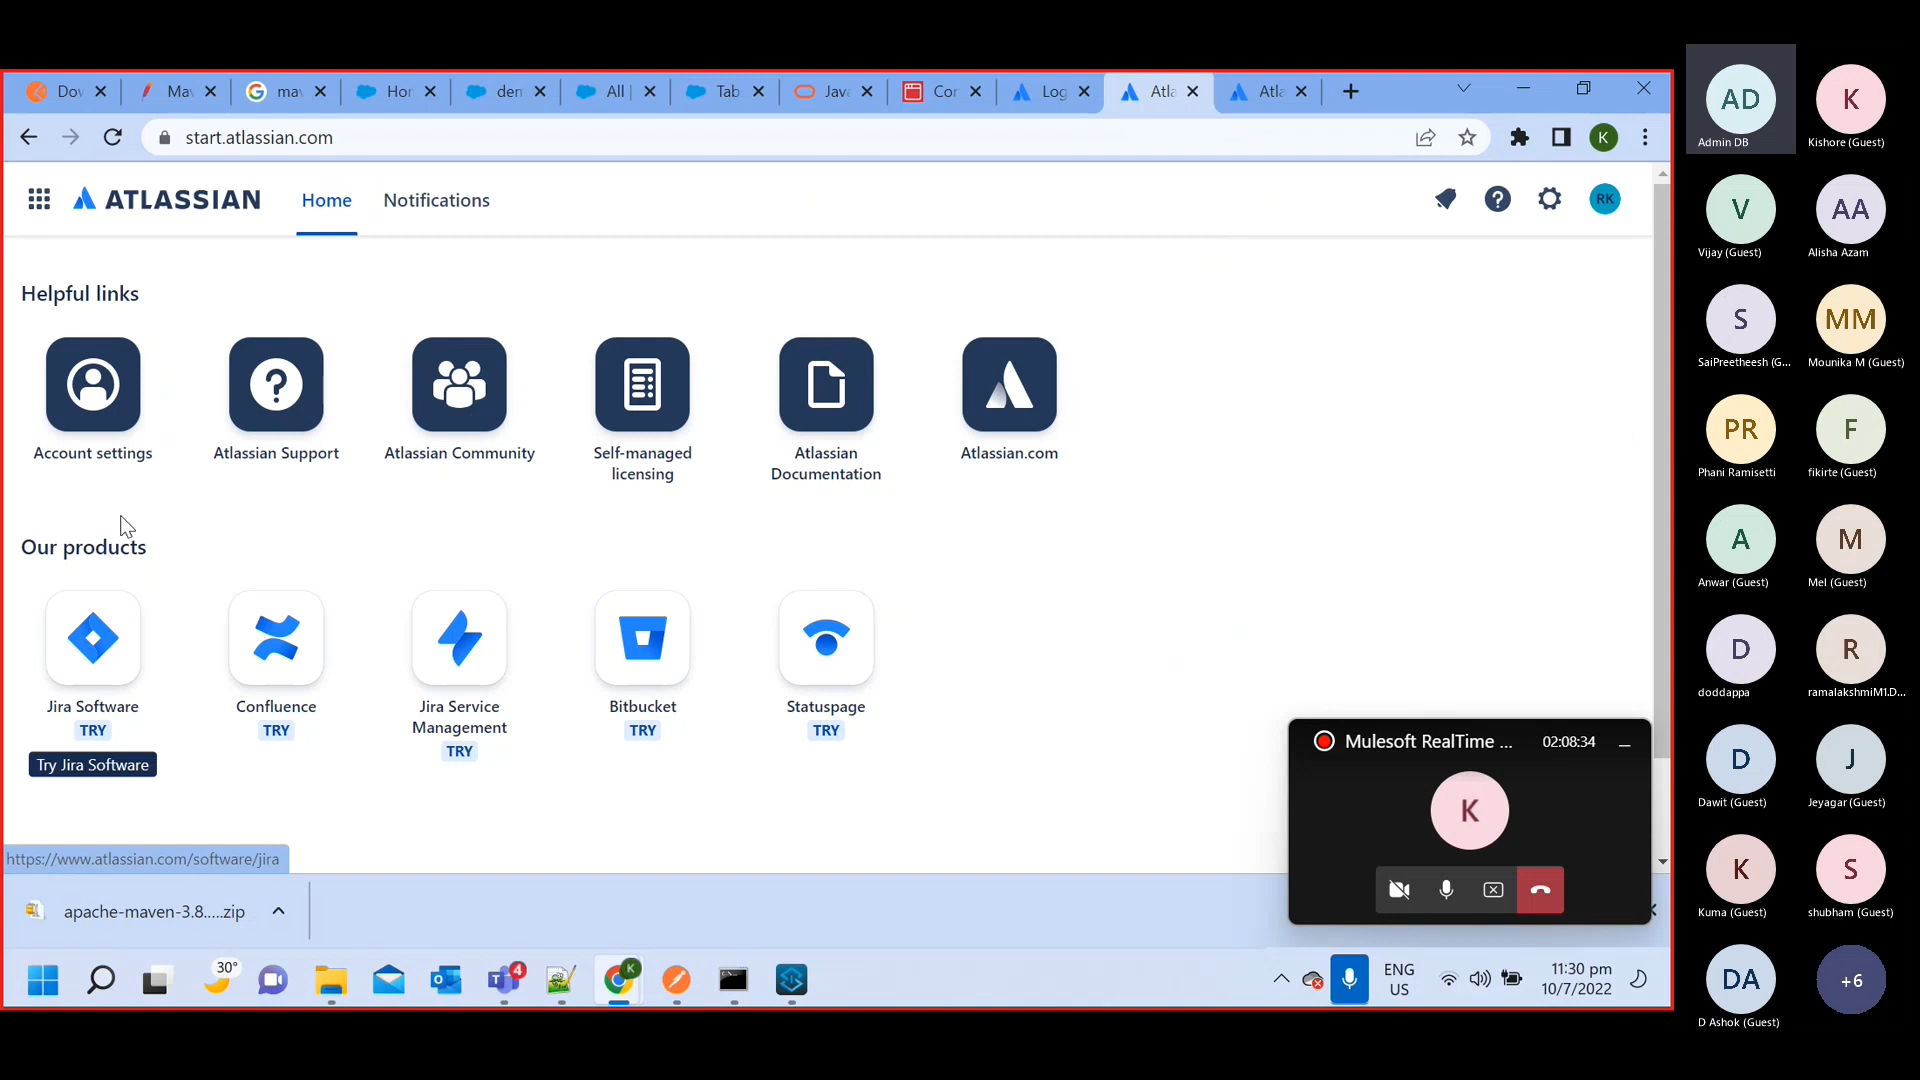 Dov
Ma
mav
Hor
den
All |
Tab
Java
Cor
Log
Atla
Atla
start.atlassian.com
K
ATLASSIAN
Home
Notifications
RK
Helpful links
Account settings
Atlassian Support
Atlassian Community
Self-managed
licensing
Atlassian
Documentation
Atlassian.com
Our products
Jira Software
TRY
Try Jira Software
Confluence
TRY
Jira Service
Management
TRY
Bitbucket
TRY
Statuspage
TRY
https://www.atlassian.com/software/jira
Mulesoft RealTime ...
02:08:34
K
apache-maven-3.8.....zip
30°
4
K
ENG
US
11:30 pm
10/7/2022
AD
Admin DB
K
Kishore (Guest)
V
Vijay (Guest)
AA
Alisha Azam
S
SaiPreetheesh (G...
MM
Mounika M (Guest)
PR
Phani Ramisetti
F
fikirte (Guest)
A
Anwar (Guest)
M
Mel (Guest)
D
doddappa
R
ramalakshmiM1.D...
D
Dawit (Guest)
J
Jeyagar (Guest)
K
Kuma (Guest)
S
shubham (Guest)
DA
D Ashok (Guest)
+6